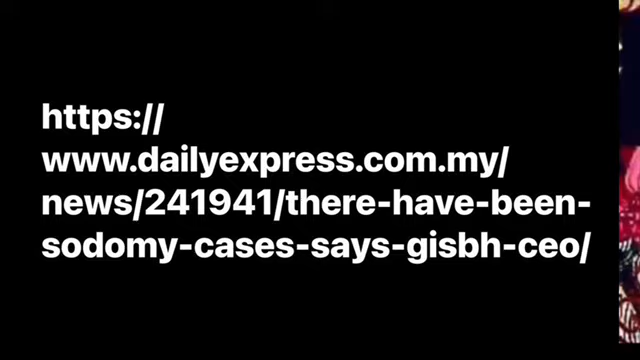 https://
www.dailyexpress.com.my/
news/241941/there-have-been-
sodomy-cases-says-gisbh-ceo/